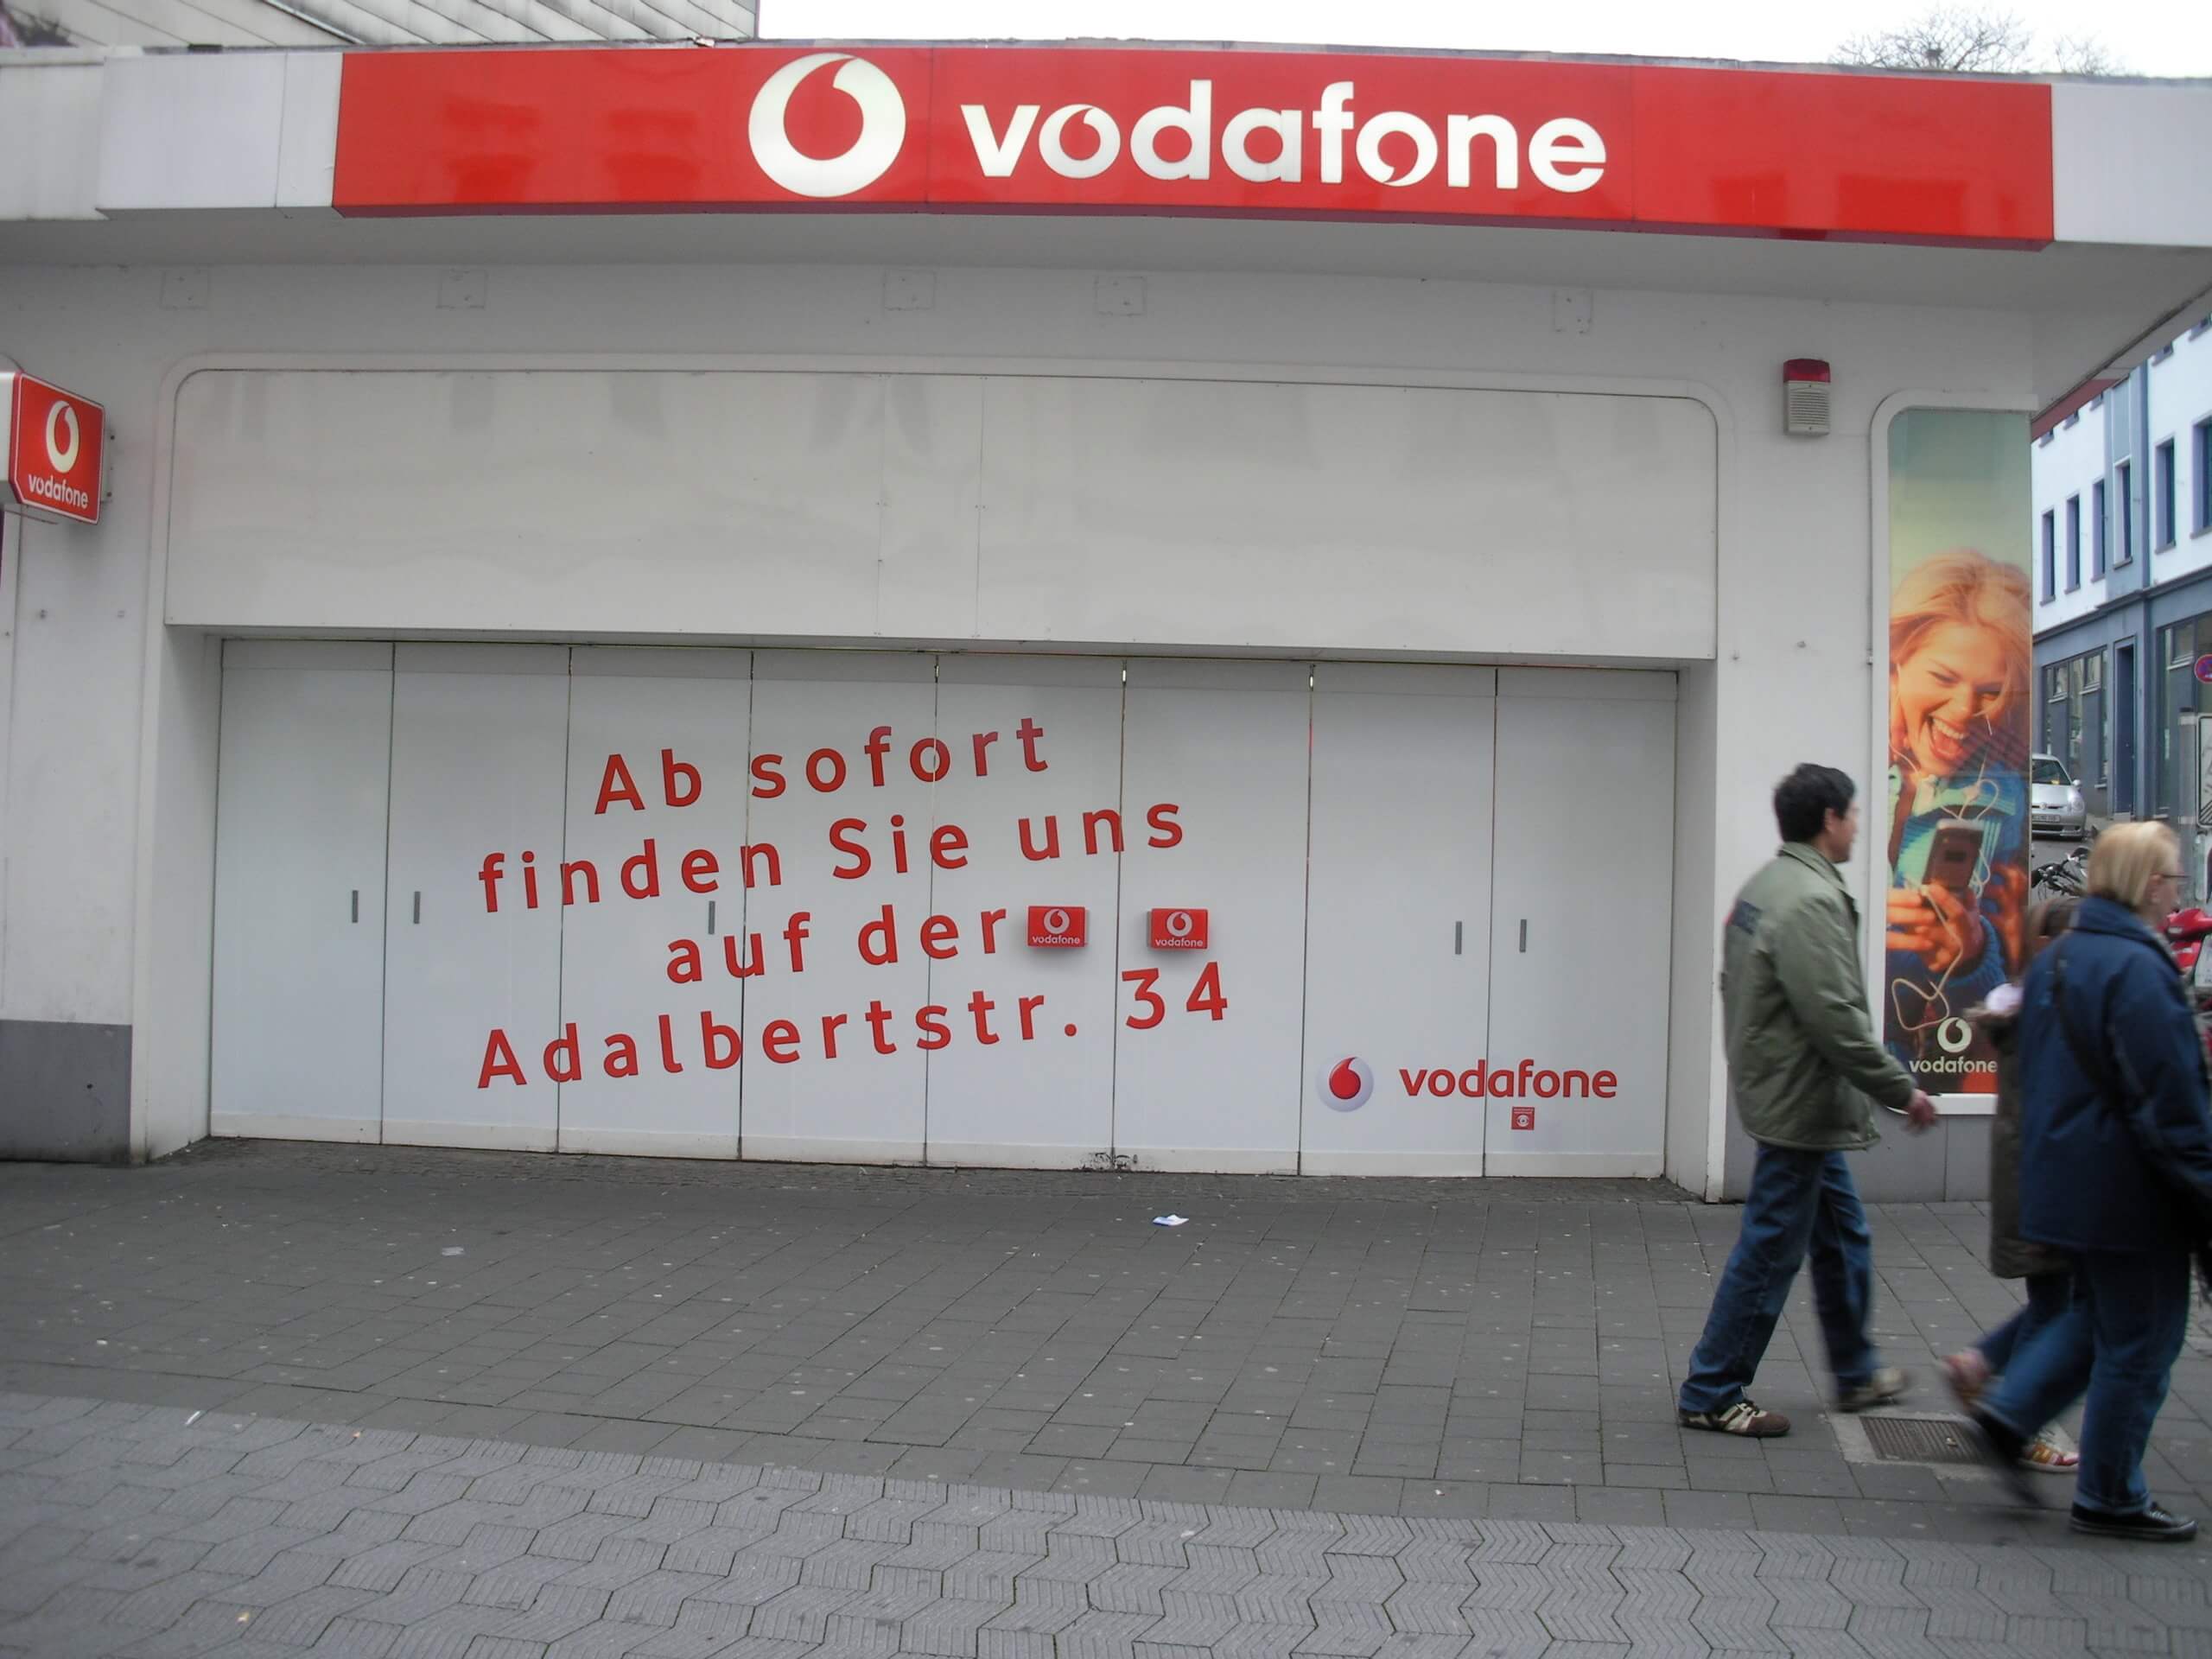 vodafone
vodafone
Ab sofort
finden Sie uns
auf der
Adalbertstr. 34
vodafone
vodafone
vodafone
vodafone